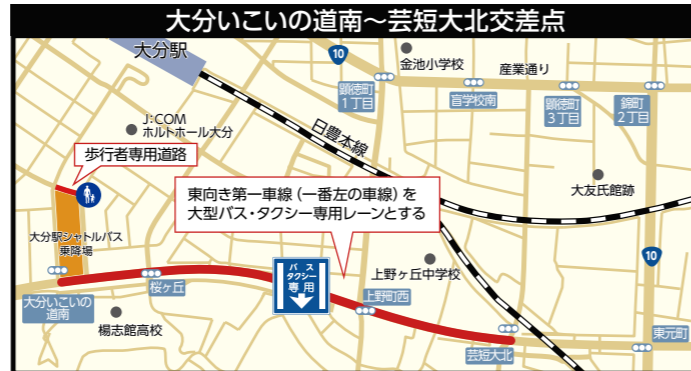 大分いこいの道南～芸短大北交差点
大分駅
10
金池小学校
産業通り
顕徳町
1丁目
盲学校南
顕徳町
3丁目
錦町
2丁目
J:COM
ホルトホール大分
日豊本線
歩行者専用道路
東向き第一車線（一番左の車線）を
大型バス・タクシー専用レーンとする
大友氏館跡
大分駅シャトルバス
乗降場
10
バス
タクシー
専用
上野ヶ丘中学校
桜ヶ丘
大分いこいの
道南
上野町西
楊志館高校
芸短大北
東元町